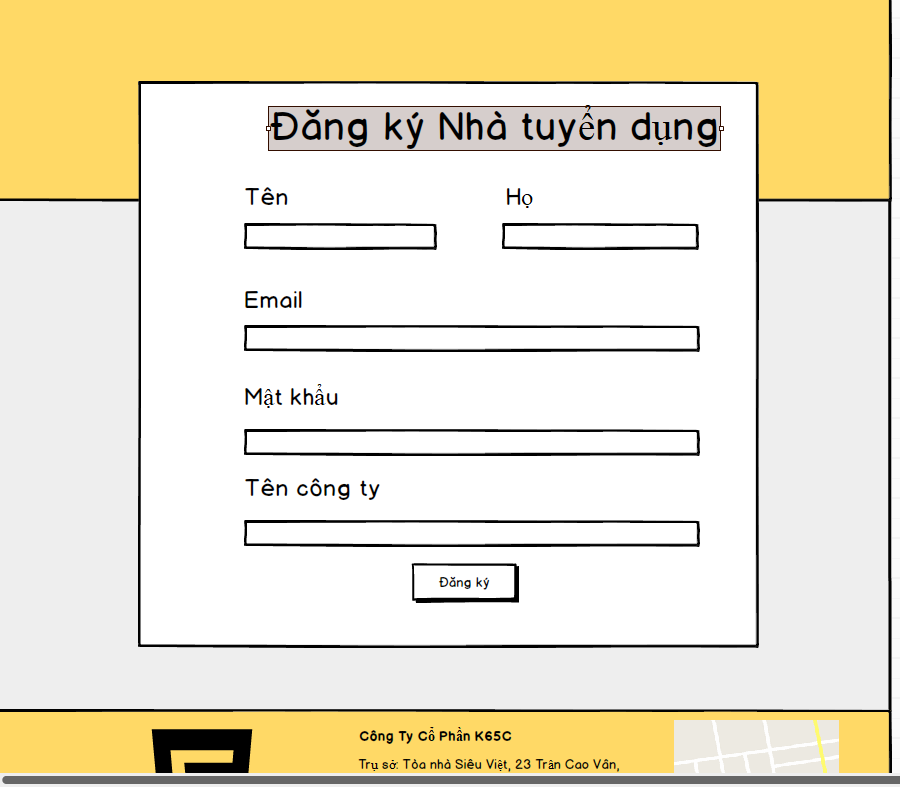 Đăng ký Nhà tuyển dụng
Tên Họ
Email
Mật khẩu
Tên công ty
Đăng ký
Công Ty Cổ Phần K65C
Trụ sở: Tòa nhà Siêu Việt, 23 Trần Cao Vân,